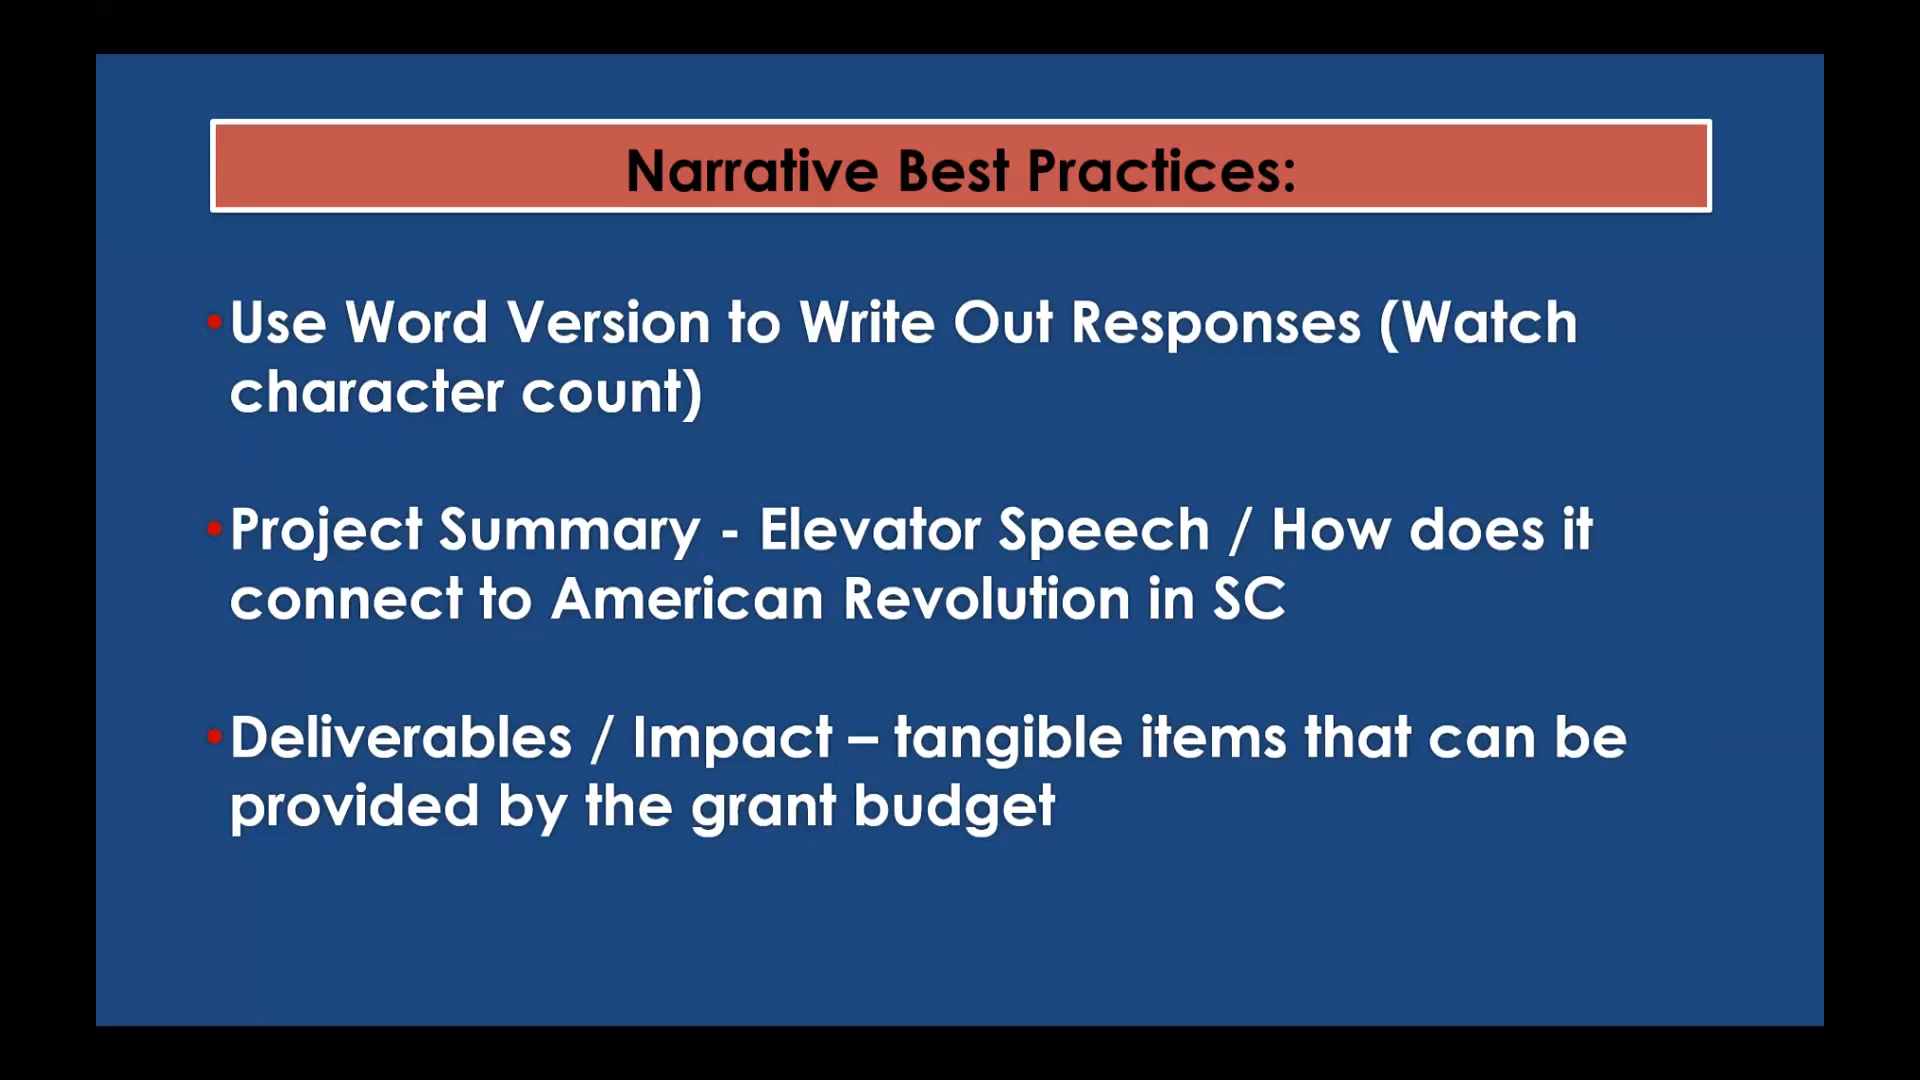 Narrative Best Practices:
•Use Word Version to Write Out Responses (Watch
character count)
•Project Summary - Elevator Speech / How does it
connect to American Revolution in SC
•Deliverables / Impact – tangible items that can be
provided by the grant budget